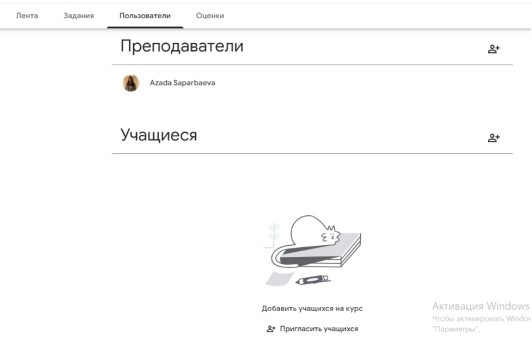 Лента Задания Пользователи Оценки
Преподаватели
Azada Saparbaeva
Учащиеся
Добавить учащихся на курс
Пригласить учащихся
Активация Windows
Чтобы активировать Window
"Параметры".